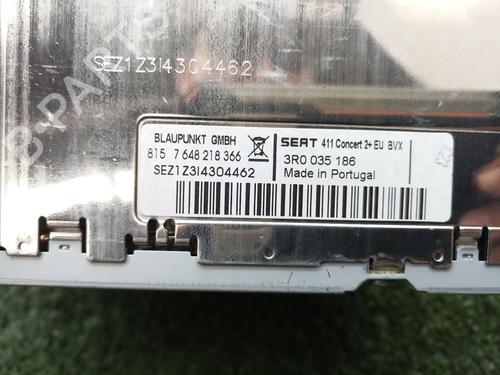 SEZ1Z3I4304462
BLAUPUNKT GMBH
815 7 648 218 366
SEZ1Z3I4304462
SEAT 411 Concert 2+ EU BVX
3R0 035 186
Made in Portugal